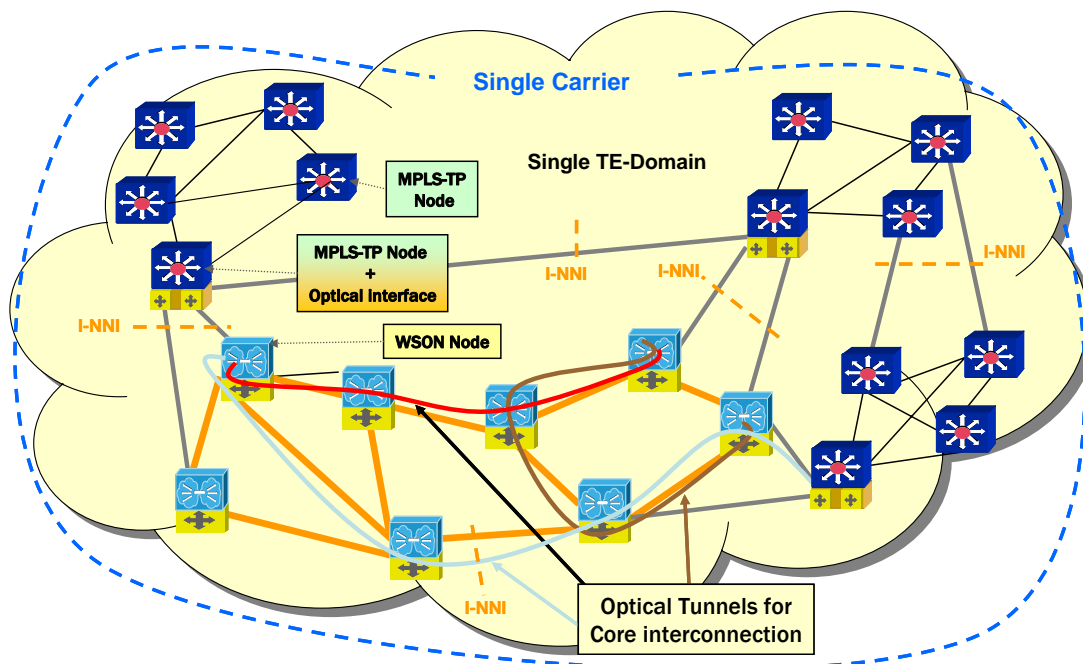 Single Carrier
Single TE-Domain
MPLS-TP
Node
MPLS-TP Node
+
Optical Interface
I-NNI
I-NNI
I-NNI
I-NNI
WSON Node
I-NNI
Optical Tunnels for
Core interconnection